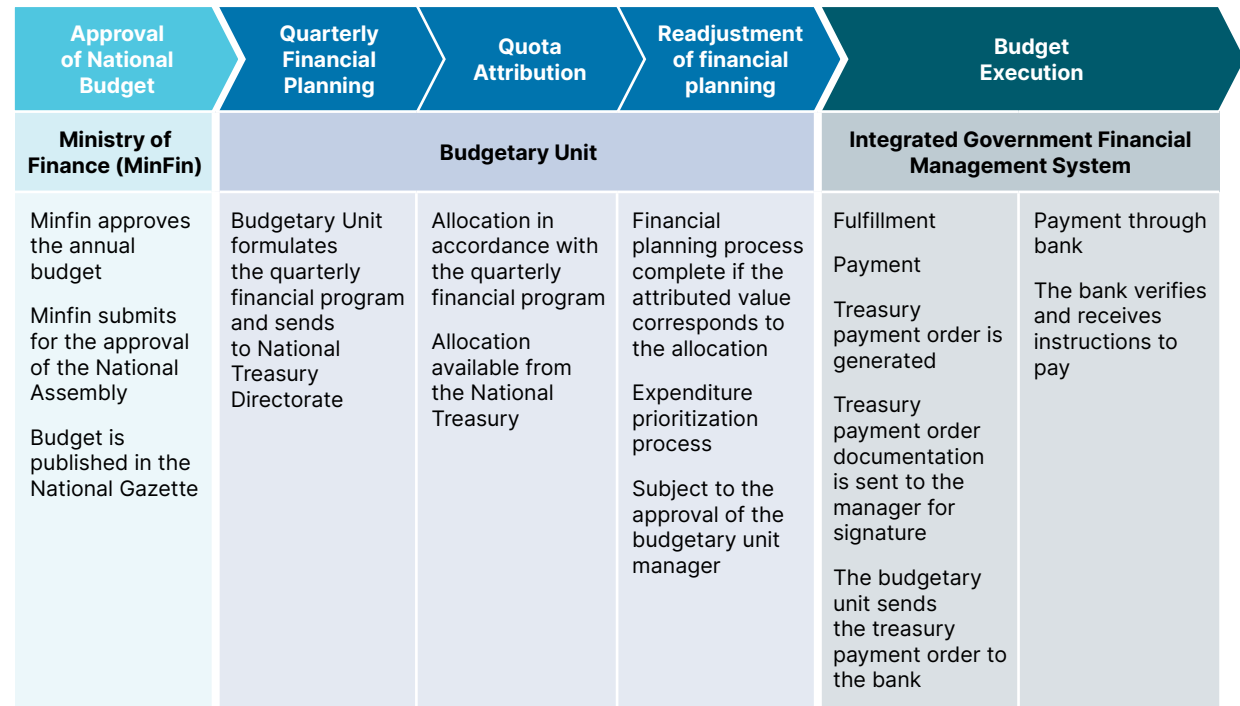 Approval
of National
Budget
Quarterly
Financial
Planning
Quota
Attribution
Readjustment
of financial
planning
Budget
Execution
Ministry of
Finance (MinFin)
Budgetary Unit
Integrated Government Financial
Management System
Minfin approves
the annual
budget
Minfin submits
for the approval
of the National
Assembly
Budget is
published in the
National Gazette
Budgetary Unit
formulates
the quarterly
financial program
and sends
to National
Treasury
Directorate
Allocation in
accordance with
the quarterly
financial program
Allocation
available from
the National
Treasury
Financial
planning process
complete if the
attributed value
corresponds to
the allocation
Expenditure
prioritization
process
Subject to the
approval of the
budgetary unit
manager
Fulfillment
Payment
Treasury
payment order is
generated
Treasury
payment order
documentation
is sent to the
manager for
signature
The budgetary
unit sends
the treasury
payment order to
the bank
Payment through
bank
The bank verifies
and receives
instructions to
pay